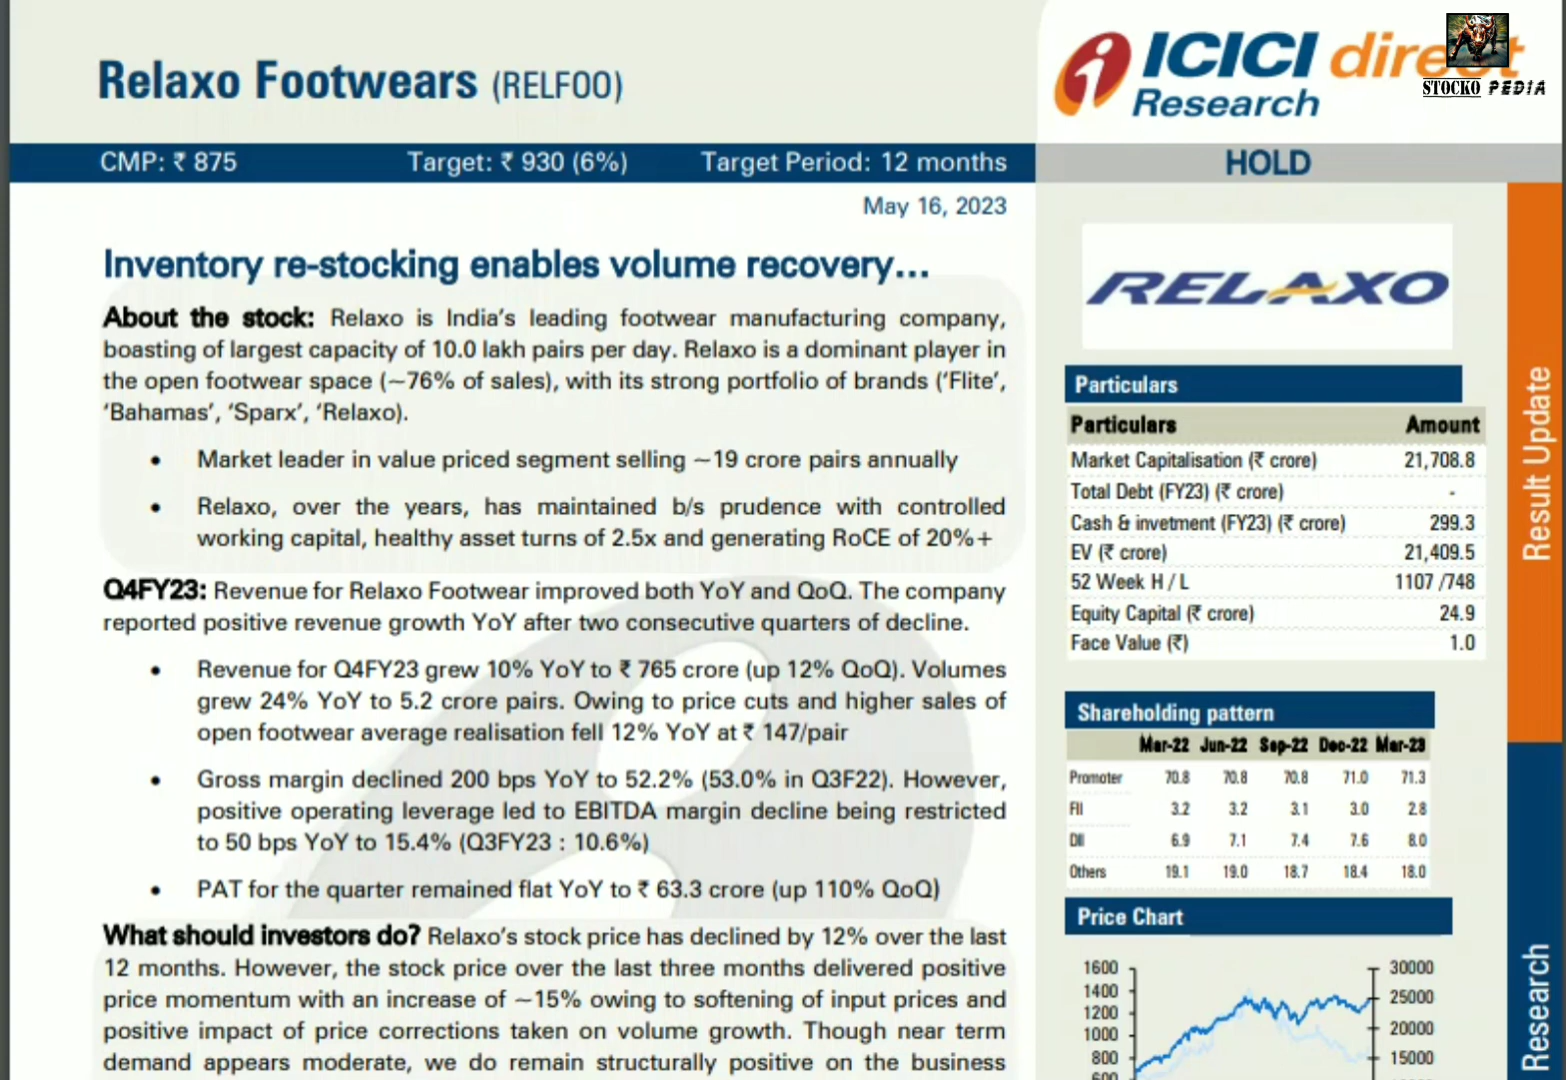 Relaxo Footwears (RELFOO)
ICICI direct
Research
STOCKO PEDIA
CMP: ₹ 875 Target: ₹ 930 (6%) Target Period: 12 months HOLD
May 16, 2023
Inventory re-stocking enables volume recovery...
About the stock: Relaxo is India's leading footwear manufacturing company,
boasting of largest capacity of 10.0 lakh pairs per day. Relaxo is a dominant player in
the open footwear space (~76% of sales), with its strong portfolio of brands ('Flite',
'Bahamas', 'Sparx', 'Relaxo).
• Market leader in value priced segment selling ~19 crore pairs annually
• Relaxo, over the years, has maintained b/s prudence with controlled
working capital, healthy asset turns of 2.5x and generating RoCE of 20%+
Q4FY23: Revenue for Relaxo Footwear improved both YoY and QoQ. The company
reported positive revenue growth YoY after two consecutive quarters of decline.
• Revenue for Q4FY23 grew 10% YoY to ₹ 765 crore (up 12% QoQ). Volumes
grew 24% YoY to 5.2 crore pairs. Owing to price cuts and higher sales of
open footwear average realisation fell 12% YoY at ₹ 147/pair
• Gross margin declined 200 bps YoY to 52.2% (53.0% in Q3F22). However,
positive operating leverage led to EBITDA margin decline being restricted
to 50 bps YoY to 15.4% (Q3FY23 : 10.6%)
• PAT for the quarter remained flat YoY to ₹ 63.3 crore (up 110% QoQ)
What should investors do? Relaxo's stock price has declined by 12% over the last
12 months. However, the stock price over the last three months delivered positive
price momentum with an increase of ~15% owing to softening of input prices and
positive impact of price corrections taken on volume growth. Though near term
demand appears moderate, we do remain structurally positive on the business
RELAXO
Particulars
Particulars Amount
Market Capitalisation (₹ crore) 21,708.8
Total Debt (FY23) (₹ crore) -
Cash & invetment (FY23) (₹ crore) 299.3
EV (₹ crore) 21,409.5
52 Week H / L 1107 /748
Equity Capital (₹ crore) 24.9
Face Value (₹) 1.0
Shareholding pattern
Mar-22 Jun-22 Sep-22 Dec-22 Mar-23
Promoter 70.8 70.8 70.8 71.0 71.3
FII 3.2 3.2 3.1 3.0 2.8
DII 6.9 7.1 7.4 7.6 8.0
Others 19.1 19.0 18.7 18.4 18.0
Price Chart
1600 30000
1400 25000
1200
1000 20000
800 15000
600
Result Update
Research